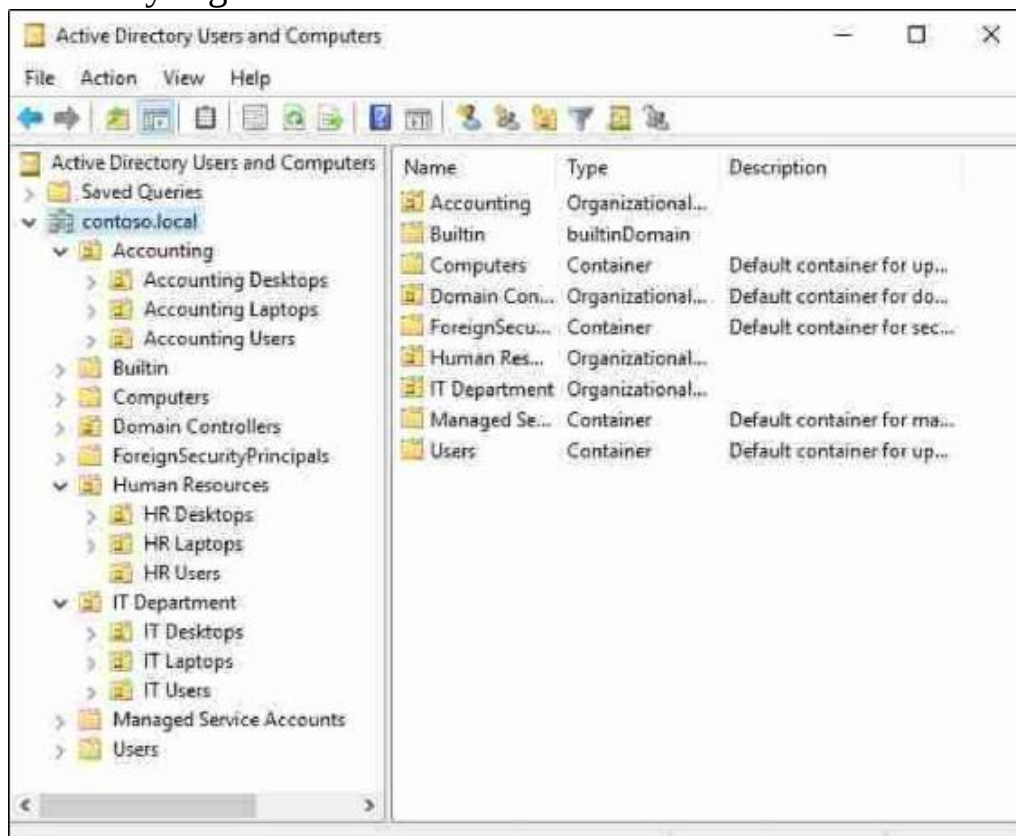 Active Directory Users and Computers
File Action View Help
Active Directory Users and Computers
Saved Queries
contoso.local
Accounting
Accounting Desktops
Accounting Laptops
Accounting Users
Builtin
Computers
Domain Controllers
ForeignSecurityPrincipals
Human Resources
HR Desktops
HR Laptops
HR Users
IT Department
IT Desktops
IT Laptops
IT Users
Managed Service Accounts
Users
Name Type Description
Accounting Organizational...
Builtin builtinDomain
Computers Container Default container for up...
Domain Con... Organizational... Default container for do...
ForeignSecu... Container Default container for sec...
Human Res... Organizational...
IT Department Organizational...
Managed Se... Container Default container for ma...
Users Container Default container for up...